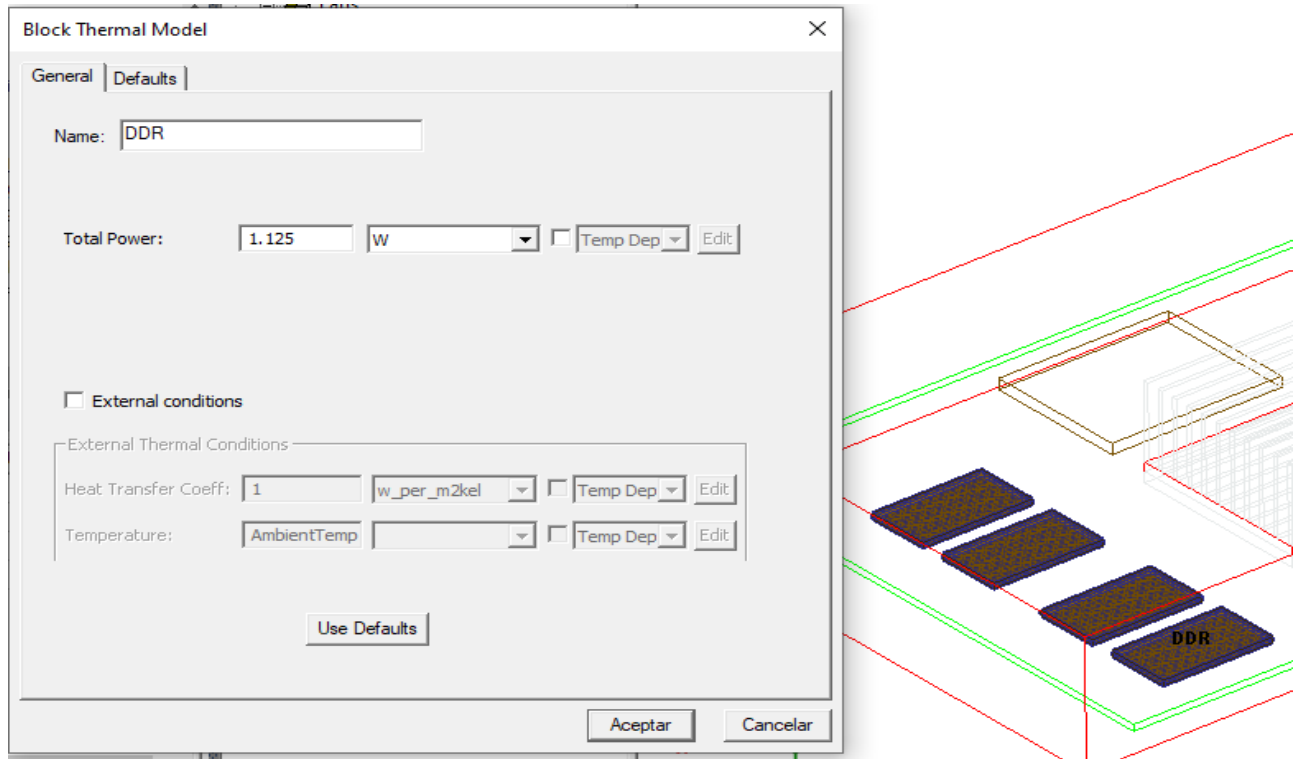 Block Thermal Model
General Defaults
Name: DDR
Total Power: 1.125 W Temp Dep Edit
External conditions
External Thermal Conditions
Heat Transfer Coeff: 1 w_per_m2kel Temp Dep Edit
Temperature: AmbientTemp Temp Dep Edit
Use Defaults
Aceptar Cancelar
DDR